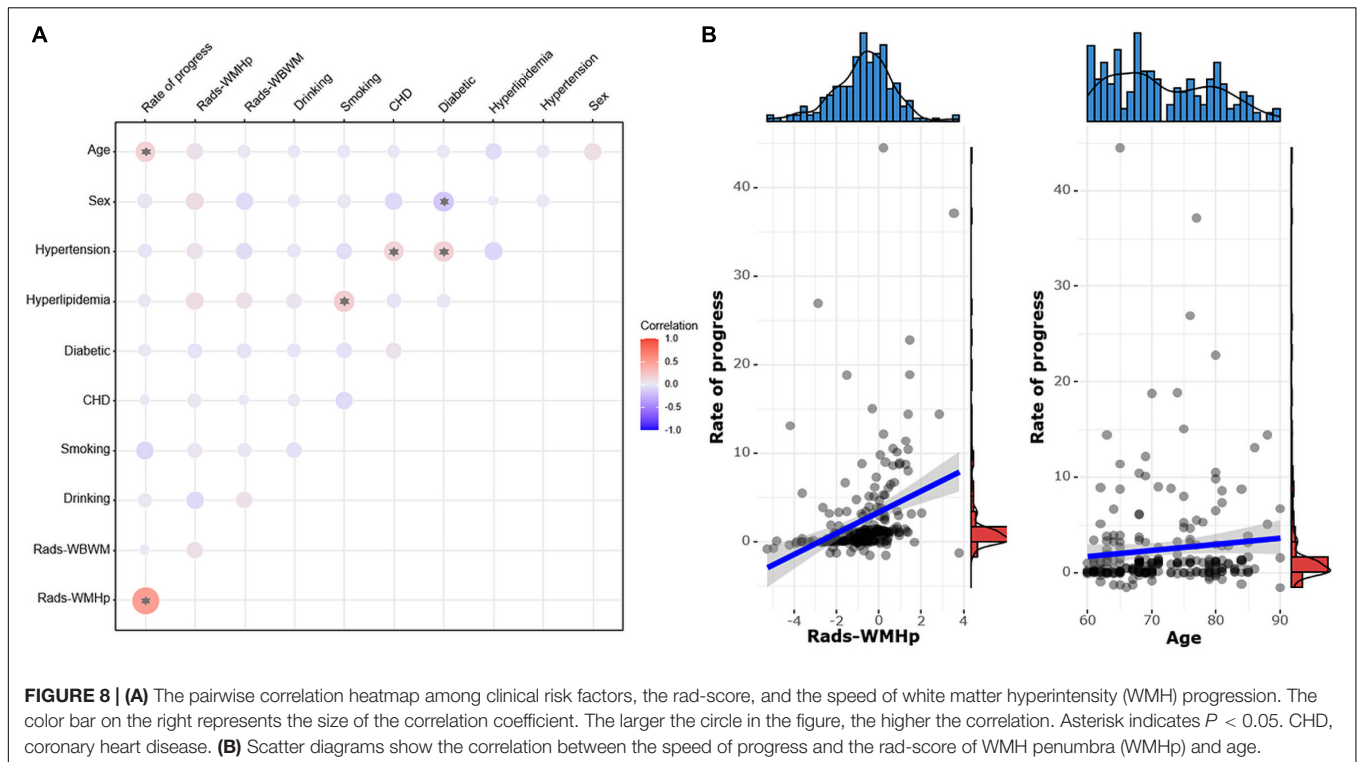 A
B
Rate of progress
Rads-WMHp
Rads-WBWM
Drinking
Smoking
CHD
Diabetic
Hyperlipidemia
Hypertension
Sex
Age
Sex
Hypertension
Hyperlipidemia
Diabetic
CHD
Smoking
Drinking
Rads-WBWM
Rads-WMHp
Correlation
1.0
0.5
0.0
-0.5
-1.0
Rate of progress
40
30
20
10
0
-4 -2 0 2 4
Rads-WMHp
Rate of progress
40
30
20
10
0
60 70 80 90
Age
FIGURE 8 | (A) The pairwise correlation heatmap among clinical risk factors, the rad-score, and the speed of white matter hyperintensity (WMH) progression. The
color bar on the right represents the size of the correlation coefficient. The larger the circle in the figure, the higher the correlation. Asterisk indicates P < 0.05. CHD,
coronary heart disease. (B) Scatter diagrams show the correlation between the speed of progress and the rad-score of WMH penumbra (WMHp) and age.